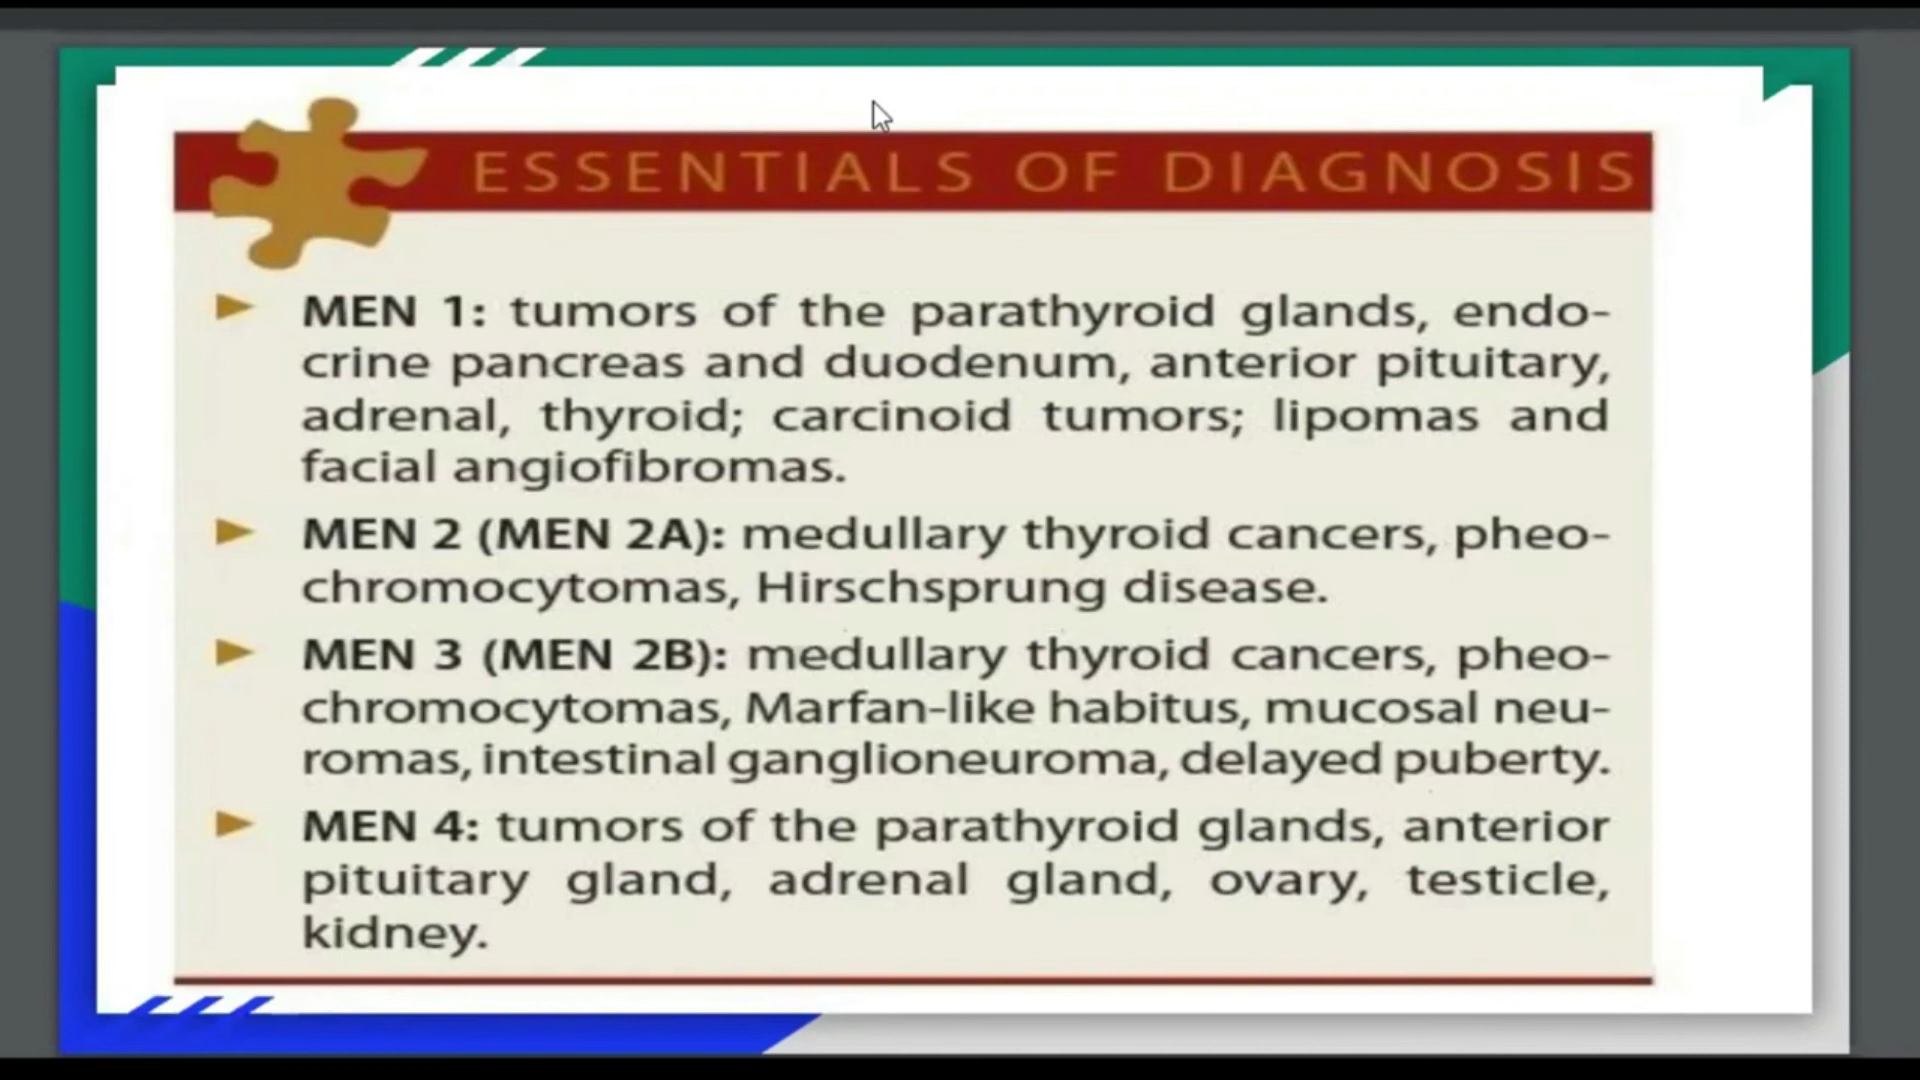 ESSENTIALS OF DIAGNOSIS
MEN 1: tumors of the parathyroid glands, endo-
crine pancreas and duodenum, anterior pituitary,
adrenal, thyroid; carcinoid tumors; lipomas and
facial angiofibromas.
MEN 2 (MEN 2A): medullary thyroid cancers, pheo-
chromocytomas, Hirschsprung disease.
MEN 3 (MEN 2B): medullary thyroid cancers, pheo-
chromocytomas, Marfan-like habitus, mucosal neu-
romas, intestinal ganglioneuroma, delayed puberty.
MEN 4: tumors of the parathyroid glands, anterior
pituitary gland, adrenal gland, ovary, testicle,
kidney.